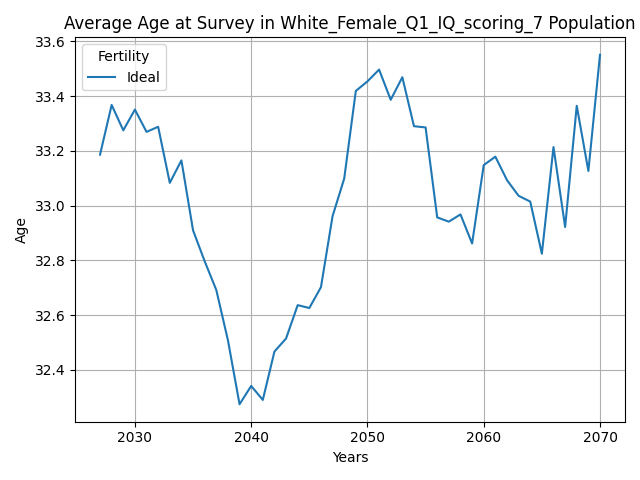 Average Age at Survey in White_Female_Q1_IQ_scoring_7 Population
33.6
33.4
33.2
33.0
32.8
32.6
32.4
Age
Fertility
Ideal
2030 2040 2050 2060 2070
Years